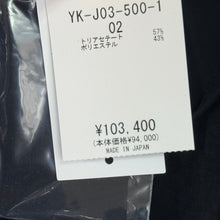 YK-J03-500-1
02
トリアセテート 57%
ポリエステル 43%
¥103,400
(本体価格¥94,000)
MADE IN JAPAN